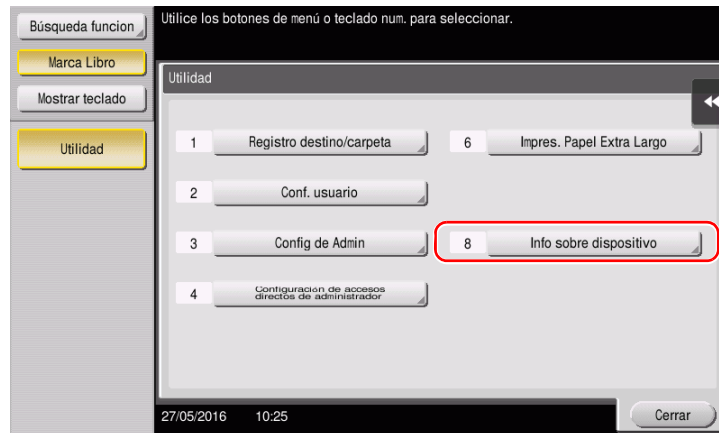 Utilice los botones de menú o teclado num. para seleccionar.
Búsqueda funcion
Marca Libro
Mostrar teclado
Utilidad
Utilidad
1 Registro destino/carpeta
6 Impres. Papel Extra Largo
2 Conf. usuario
3 Config de Admin
8 Info sobre dispositivo
4 Configuración de accesos
directos de administrador
27/05/2016 10:25
Cerrar